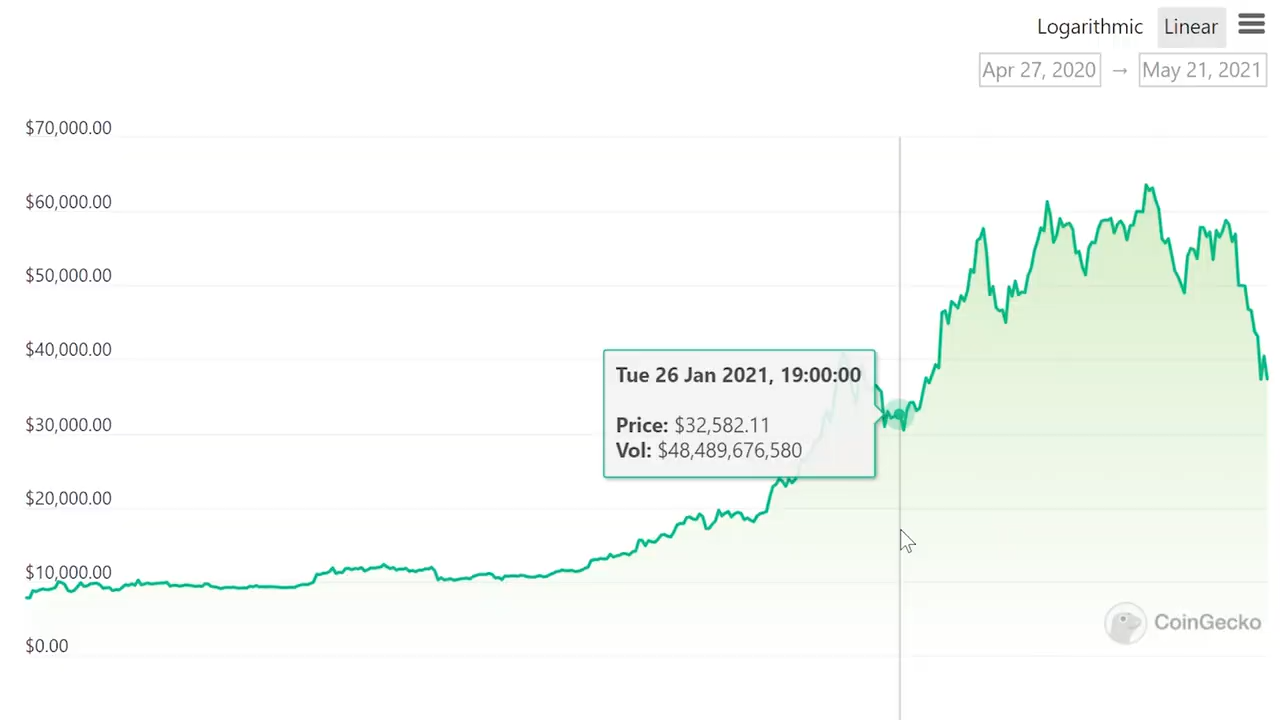 Logarithmic Linear
Apr 27, 2020 → May 21, 2021
$70,000.00
$60,000.00
$50,000.00
$40,000.00
Tue 26 Jan 2021, 19:00:00
Price: $32,582.11
Vol: $48,489,676,580
$30,000.00
$20,000.00
$10,000.00
CoinGecko
$0.00